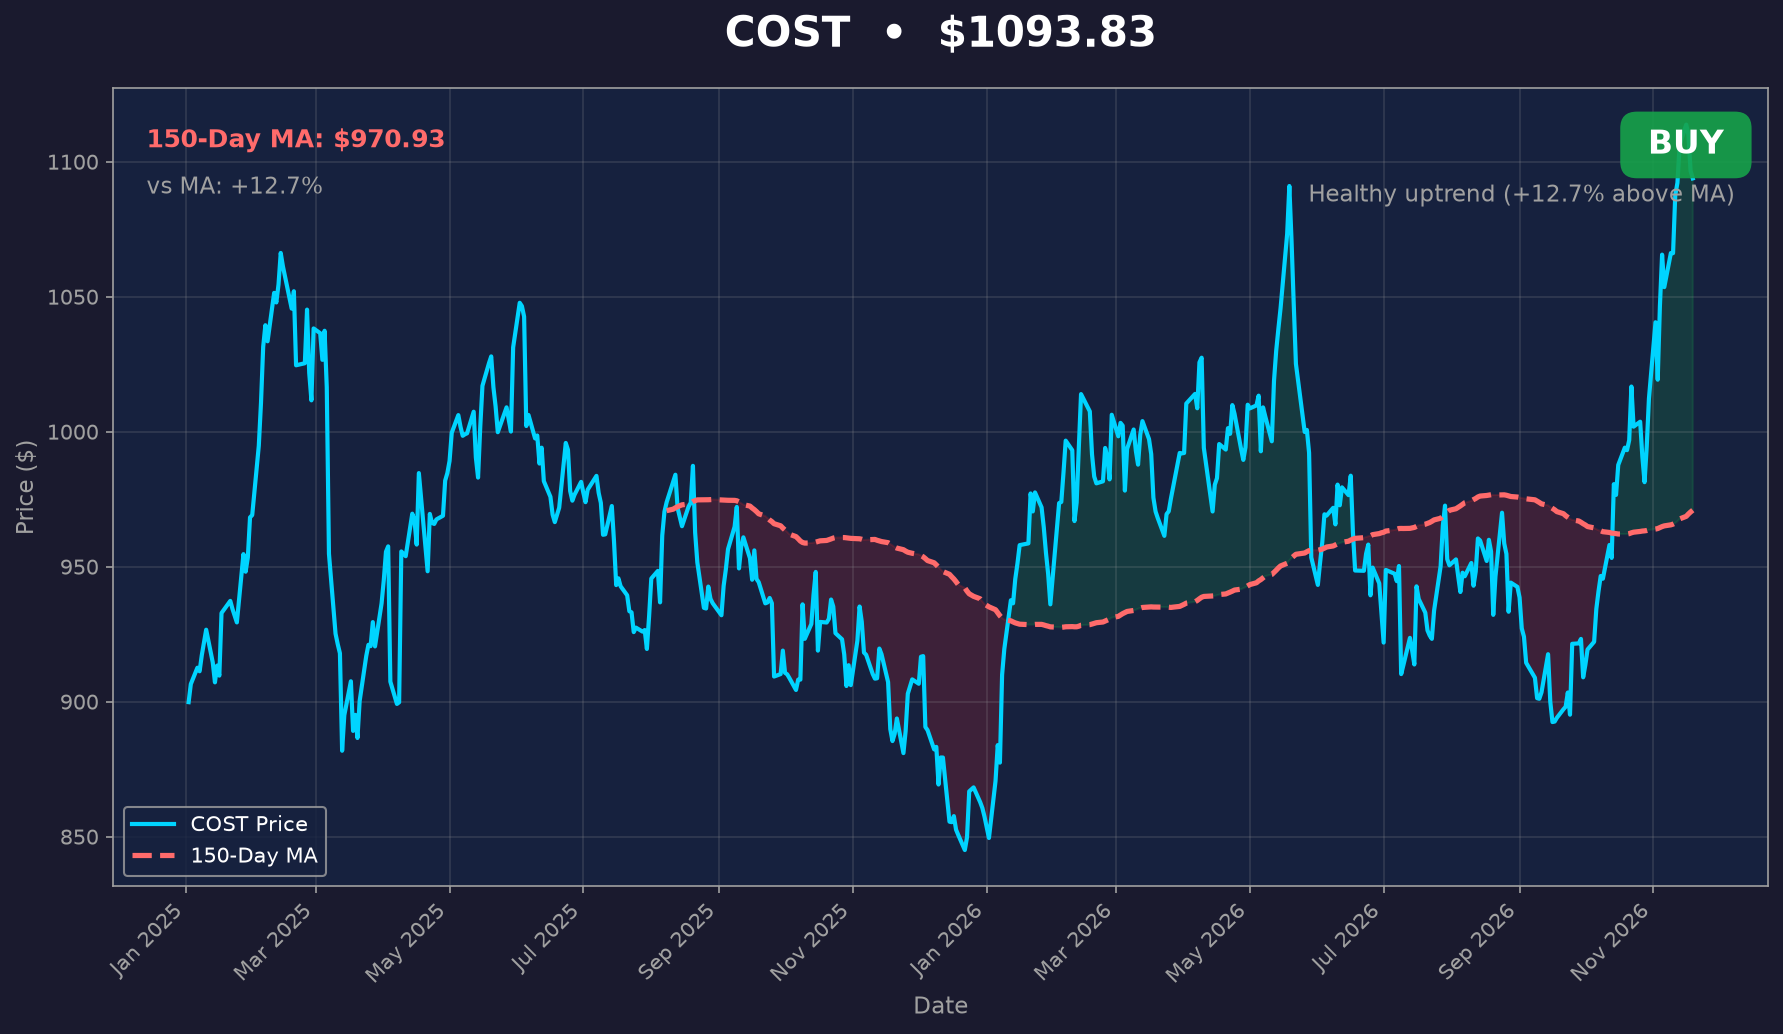 COST • $1093.83
150-Day MA: $970.93
vs MA: +12.7%
BUY
Healthy uptrend (+12.7% above MA)
Price ($)
1100
1050
1000
950
900
850
COST Price
150-Day MA
Jan 2025
Mar 2025
May 2025
Jul 2025
Sep 2025
Nov 2025
Jan 2026
Mar 2026
May 2026
Jul 2026
Sep 2026
Nov 2026
Date